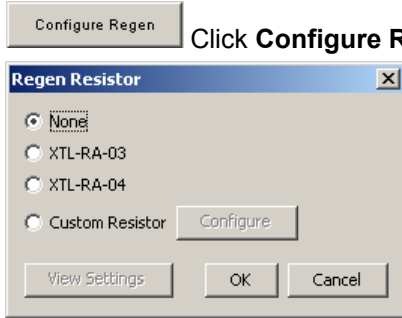 Configure Regen
Click Configure R
Regen Resistor
None
XTL-RA-03
XTL-RA-04
Custom Resistor Configure
View Settings OK Cancel